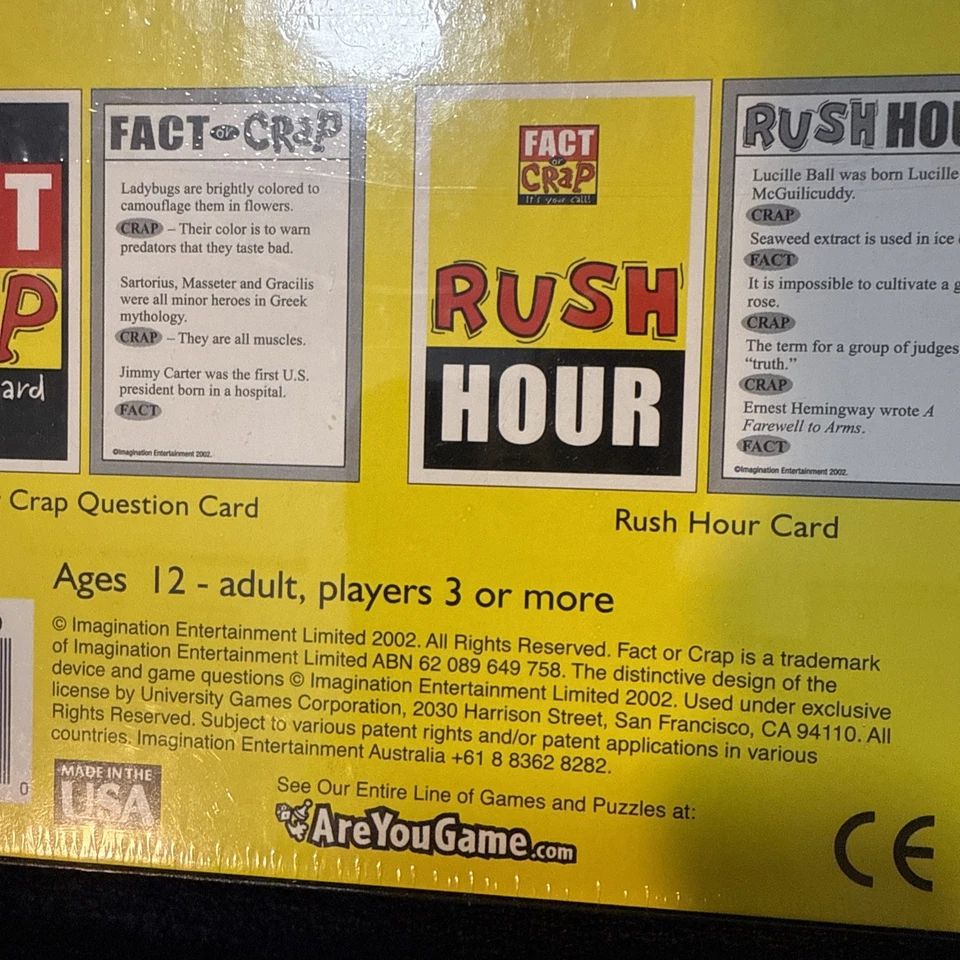 T
P
ard
FACT or CRAP
Ladybugs are brightly colored to
camouflage them in flowers.
CRAP – Their color is to warn
predators that they taste bad.
Sartorius, Masseter and Gracilis
were all minor heroes in Greek
mythology.
CRAP – They are all muscles.
Jimmy Carter was the first U.S.
president born in a hospital.
FACT
©Imagination Entertainment 2002.
Crap Question Card
FACT
or
CRAP
It's your call!
RUSH
HOUR
RUSH HOU
Lucille Ball was born Lucille
McGuilicuddy.
CRAP
Seaweed extract is used in ice
FACT
It is impossible to cultivate a g
rose.
CRAP
The term for a group of judges
“truth.”
CRAP
Ernest Hemingway wrote A
Farewell to Arms.
FACT
©Imagination Entertainment 2002.
Rush Hour Card
Ages 12 - adult, players 3 or more
© Imagination Entertainment Limited 2002. All Rights Reserved. Fact or Crap is a trademark
of Imagination Entertainment Limited ABN 62 089 649 758. The distinctive design of the
device and game questions © Imagination Entertainment Limited 2002. Used under exclusive
license by University Games Corporation, 2030 Harrison Street, San Francisco, CA 94110. All
Rights Reserved. Subject to various patent rights and/or patent applications in various
countries. Imagination Entertainment Australia +61 8 8362 8282.
0
MADE IN THE
USA
See Our Entire Line of Games and Puzzles at:
AreYouGame.com
CE